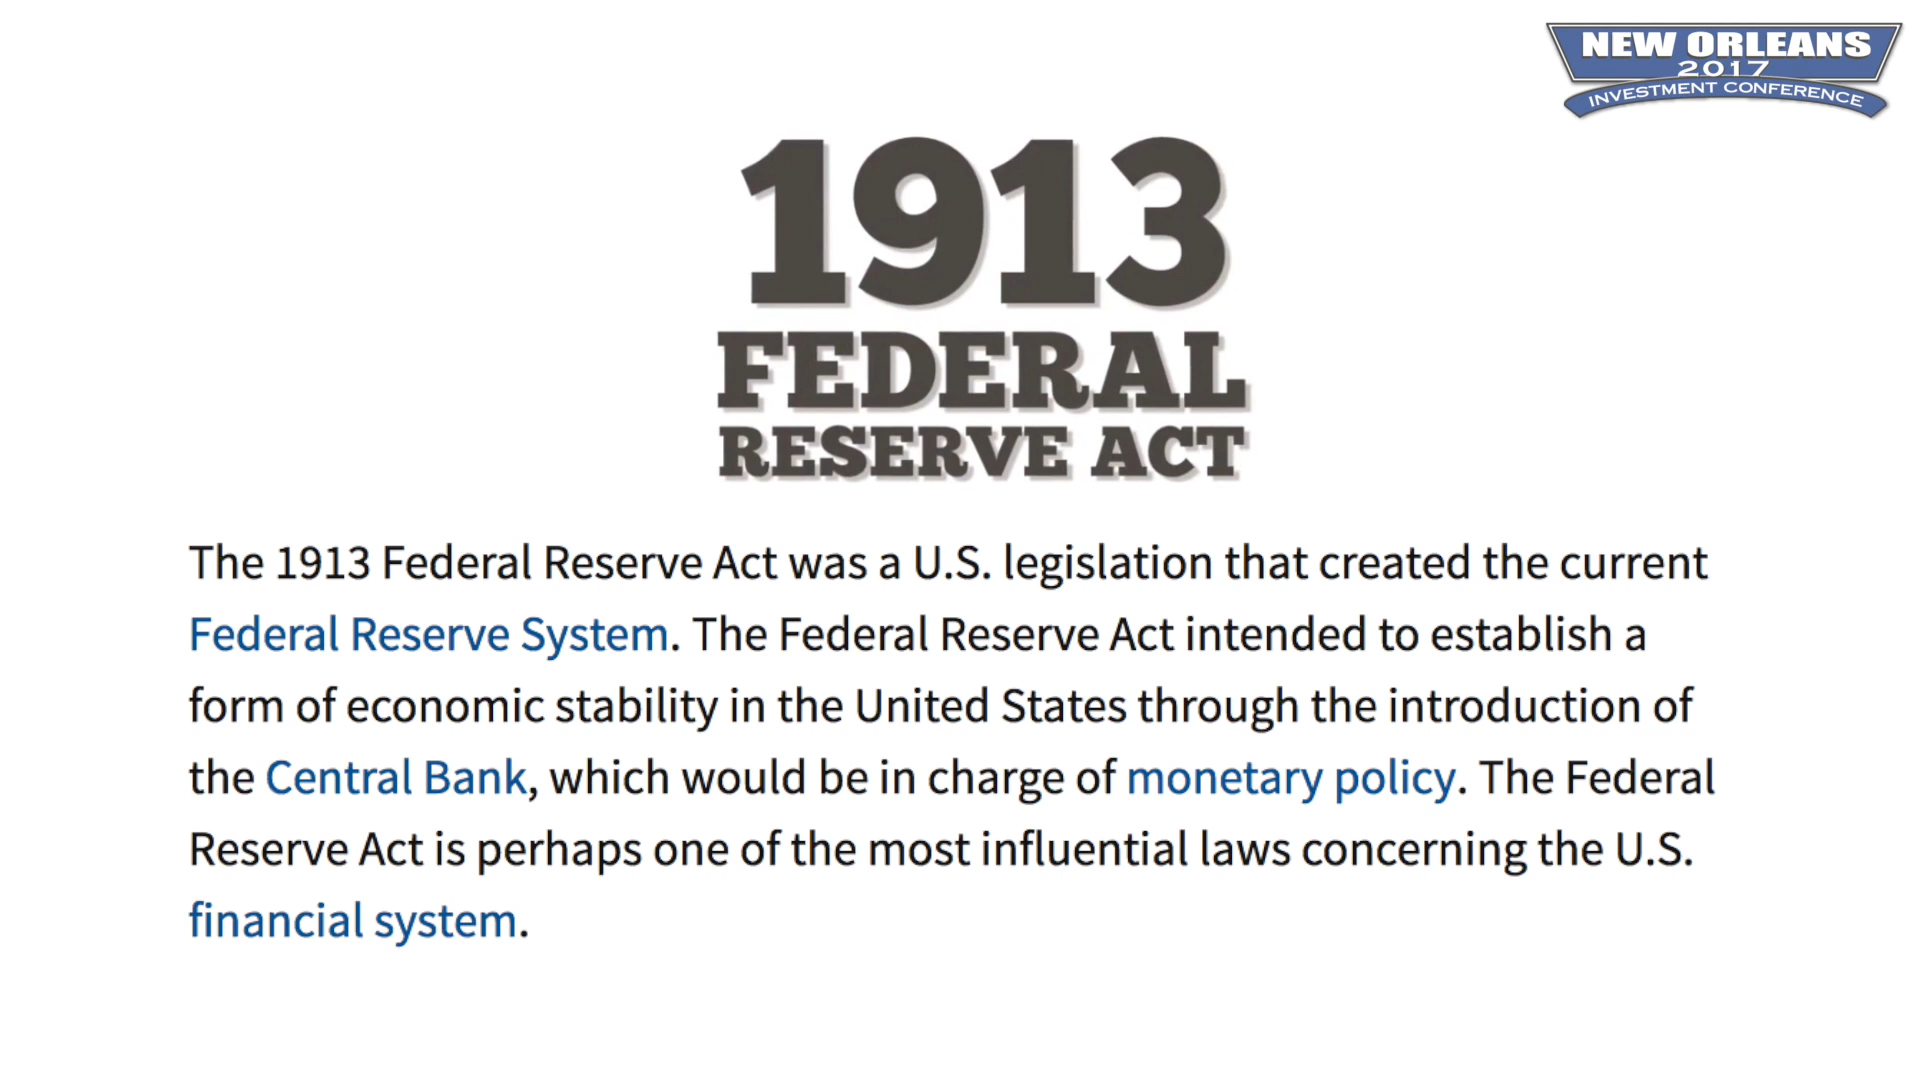 NEW ORLEANS
2017
INVESTMENT CONFERENCE
1913
FEDERAL
RESERVE ACT
The 1913 Federal Reserve Act was a U.S. legislation that created the current
Federal Reserve System. The Federal Reserve Act intended to establish a
form of economic stability in the United States through the introduction of
the Central Bank, which would be in charge of monetary policy. The Federal
Reserve Act is perhaps one of the most influential laws concerning the U.S.
financial system.